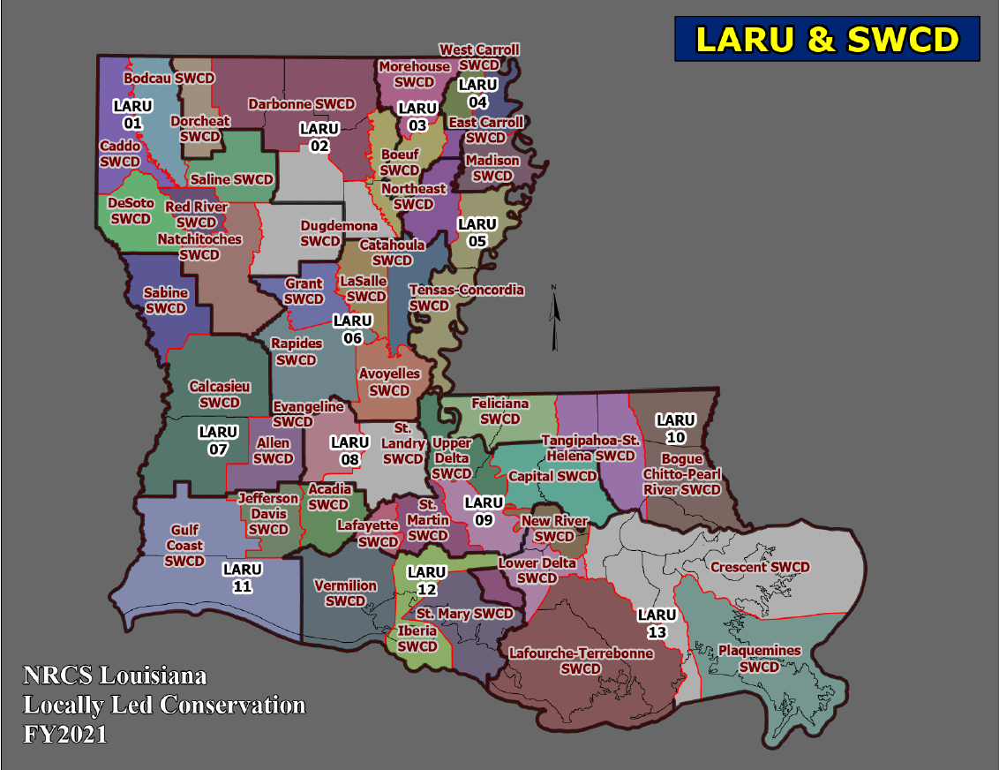 LARU & SWCD
West Carroll
SWCD
Morehouse
SWCD
Bodcau SWCD
LARU
04
Darbonne SWCD
LARU
01
LARU
03
Dorcheat
SWCD
East Carroll
SWCD
LARU
02
Caddo
SWCD
Boeuf
SWCD
Madison
SWCD
Saline SWCD
Northeast
SWCD
DeSoto
SWCD
Red River
SWCD
LARU
05
Dugdemona
SWCD
Natchitoches
SWCD
Catahoula
SWCD
Grant
SWCD
LaSalle
SWCD
Tensas-Concordia
SWCD
Sabine
SWCD
N
LARU
06
Rapides
SWCD
Avoyelles
SWCD
Calcasieu
SWCD
Evangeline
SWCD
Feliciana
SWCD
LARU
10
LARU
07
St.
Landry
SWCD
Allen
SWCD
LARU
08
Upper
Delta
SWCD
Tangipahoa-St.
Helena SWCD
Bogue
Chitto-Pearl
River SWCD
Capital SWCD
Acadia
SWCD
Jefferson
Davis
SWCD
St.
Martin
SWCD
LARU
09
Lafayette
SWCD
New River
SWCD
Gulf
Coast
SWCD
LARU
11
LARU
12
Lower Delta
SWCD
Crescent SWCD
Vermilion
SWCD
St. Mary SWCD
LARU
13
Iberia
SWCD
Lafourche-Terrebonne
SWCD
Plaquemines
SWCD
NRCS Louisiana
Locally Led Conservation
FY2021